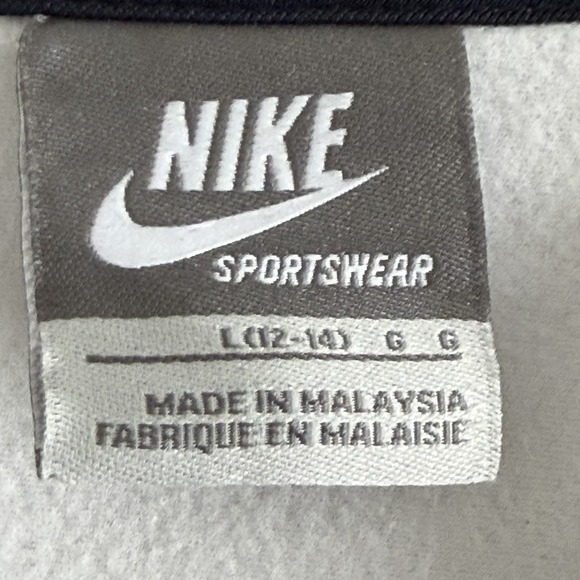 NIKE
SPORTSWEAR
L (12-14) G G
MADE IN MALAYSIA
FABRIQUE EN MALAISIE